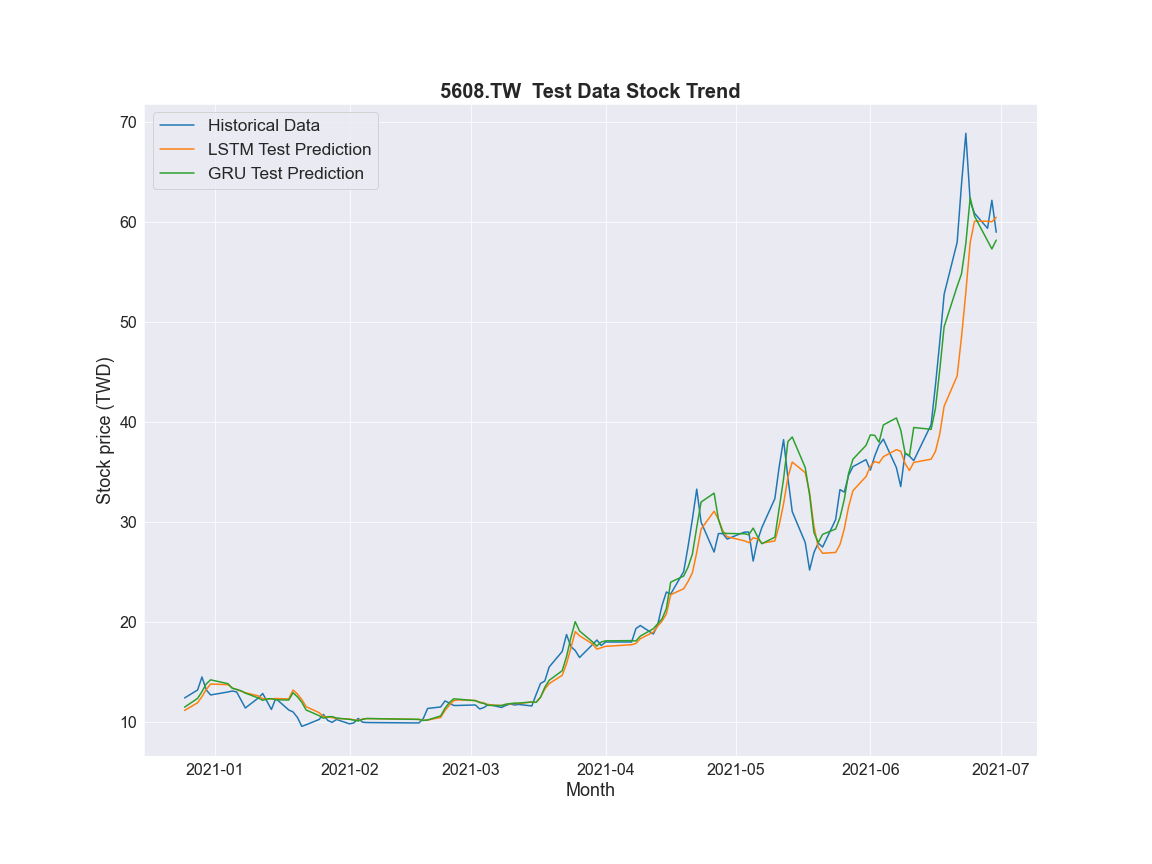 5608.TW  Test Data Stock Trend
Historical Data
LSTM Test Prediction
GRU Test Prediction
Stock price (TWD)
70
60
50
40
30
20
10
2021-01 2021-02 2021-03 2021-04 2021-05 2021-06 2021-07
Month